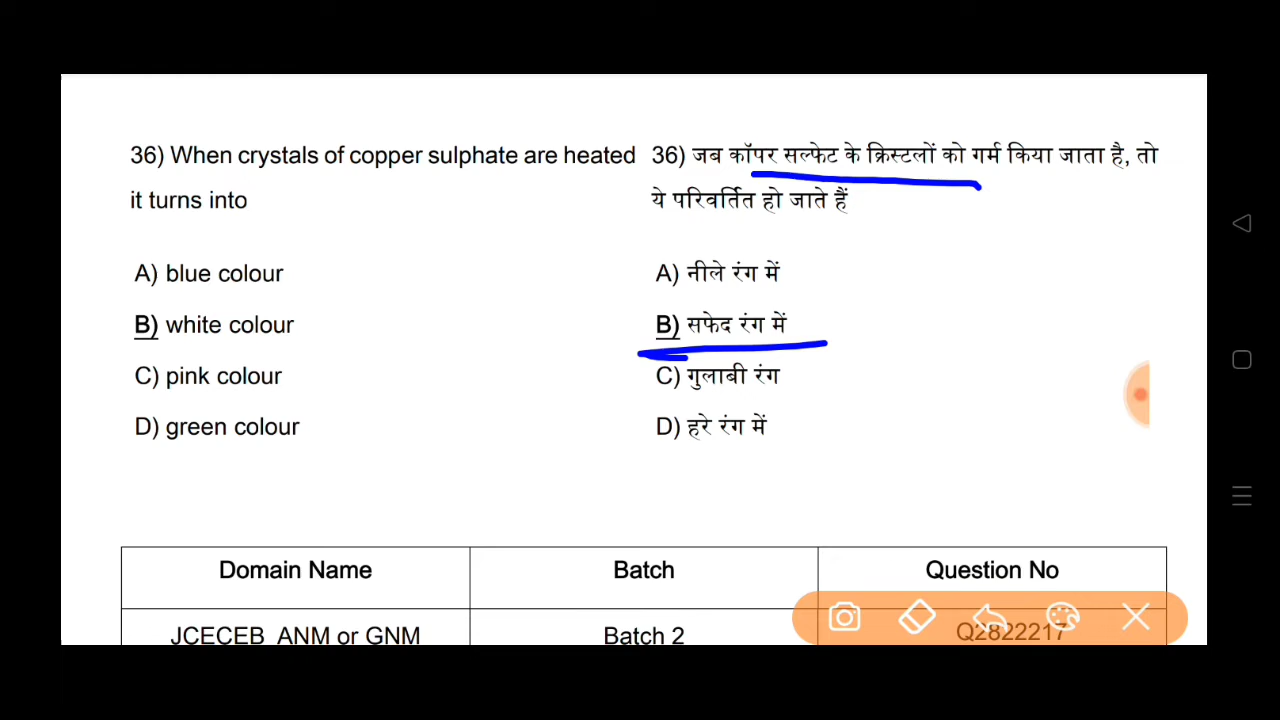 36) When crystals of copper sulphate are heated
it turns into
A) blue colour
B) white colour
C) pink colour
D) green colour
36) जब कॉपर सल्फेट के क्रिस्टलों को गर्म किया जाता है, तो
ये परिवर्तित हो जाते हैं
A) नीले रंग में
B) सफेद रंग में
C) गुलाबी रंग
D) हरे रंग में
Domain Name Batch Question No
JCECEB ANM or GNM Batch 2 Q2822217